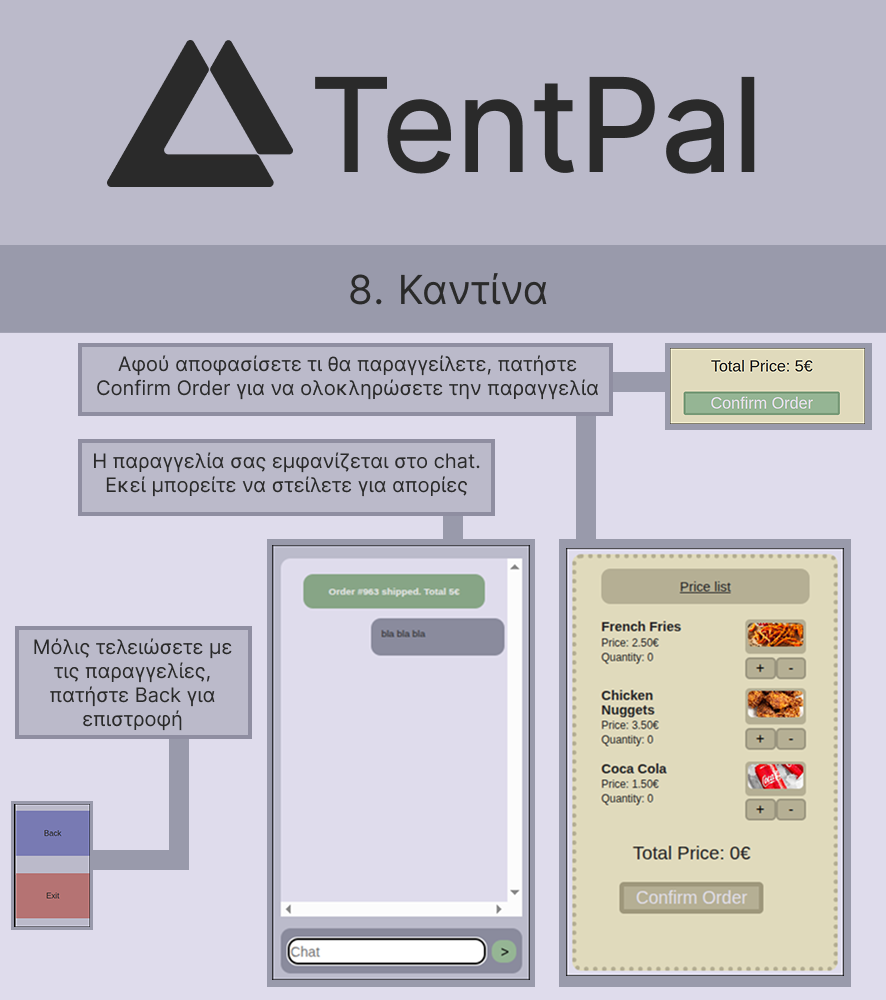 TentPal
8. Καντίνα
Αφού αποφασίσετε τι θα παραγγείλετε, πατήστε
Confirm Order για να ολοκληρώσετε την παραγγελία
Total Price: 5€
Confirm Order
Η παραγγελία σας εμφανίζεται στο chat.
Εκεί μπορείτε να στείλετε για απορίες
Order #963 shipped. Total 5€
bla bla bla
Chat
>
Price list
French Fries
Price: 2.50€
Quantity: 0
+ -
Chicken
Nuggets
Price: 3.50€
Quantity: 0
+ -
Coca Cola
Price: 1.50€
Quantity: 0
+ -
Total Price: 0€
Confirm Order
Μόλις τελειώσετε με
τις παραγγελίες,
πατήστε Back για
επιστροφή
Back
Exit